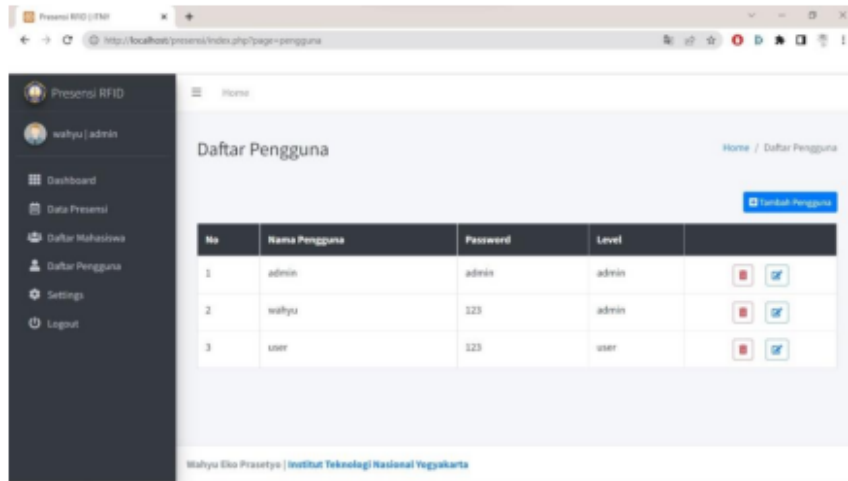 Presensi RFID | ITNY
http://localhost/presensi/index.php?page=pengguna
Presensi RFID
Home
wahyu | admin
Daftar Pengguna
Home / Daftar Pengguna
Dashboard
Data Presensi
Tambah Pengguna
Daftar Mahasiswa
Daftar Pengguna
Settings
Logout
No Nama Pengguna Password Level
1 admin admin admin
2 wahyu 123 admin
3 user 123 user
Wahyu Eko Prasetyo | Institut Teknologi Nasional Yogyakarta